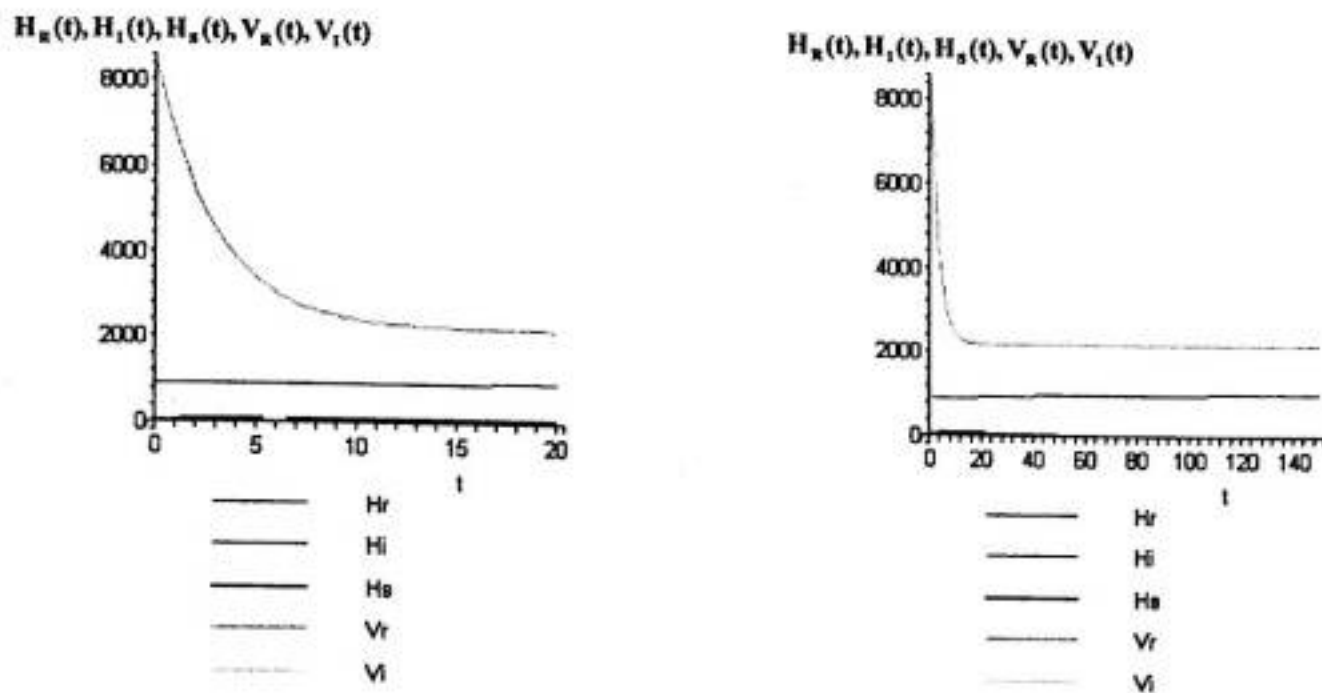 H_R(t), H_I(t), H_S(t), V_R(t), V_I(t)
8000
6000
4000
2000
0
0 5 10 15 20
t
Hr
Hi
Hs
Vr
Vi
H_R(t), H_I(t), H_S(t), V_R(t), V_I(t)
8000
6000
4000
2000
0
0 20 40 60 80 100 120 140
t
Hr
Hi
Hs
Vr
Vi